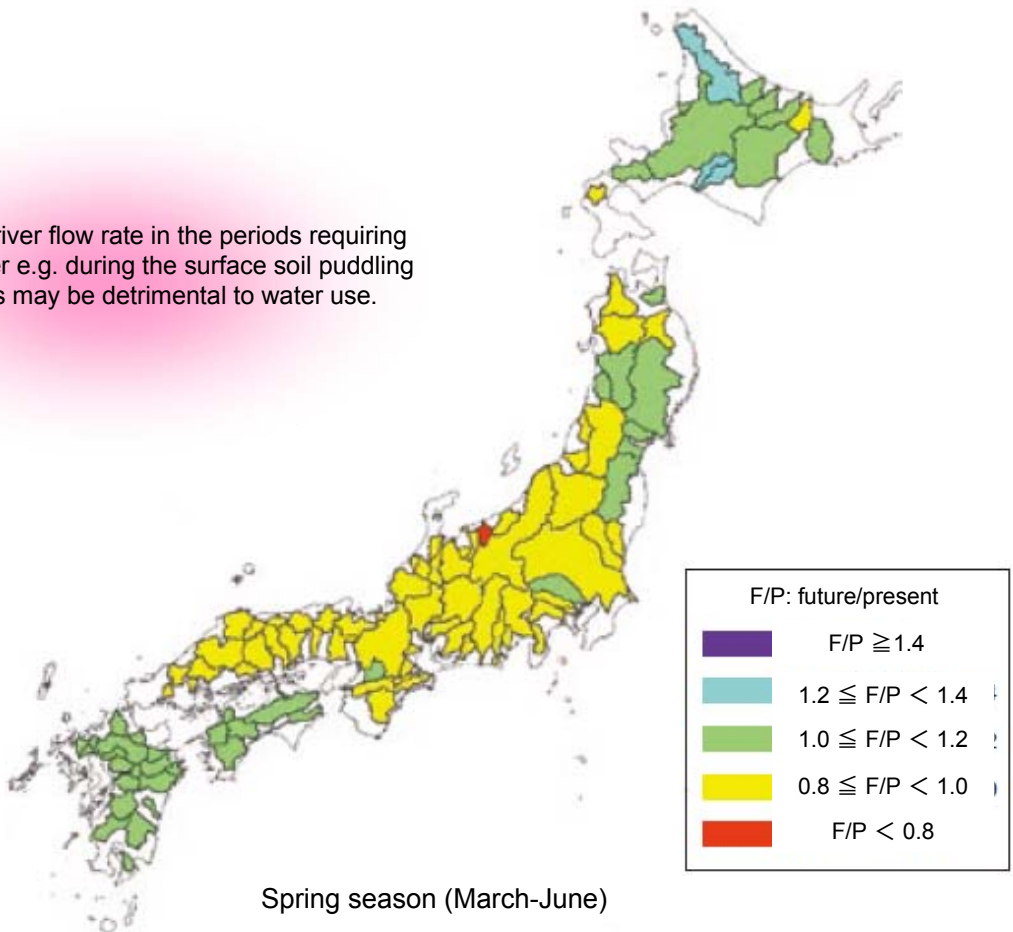 river flow rate in the periods requiring
er e.g. during the surface soil puddling
s may be detrimental to water use.
F/P: future/present
F/P ≧1.4
1.2 ≦ F/P < 1.4
1.0 ≦ F/P < 1.2
0.8 ≦ F/P < 1.0
F/P < 0.8
Spring season (March-June)